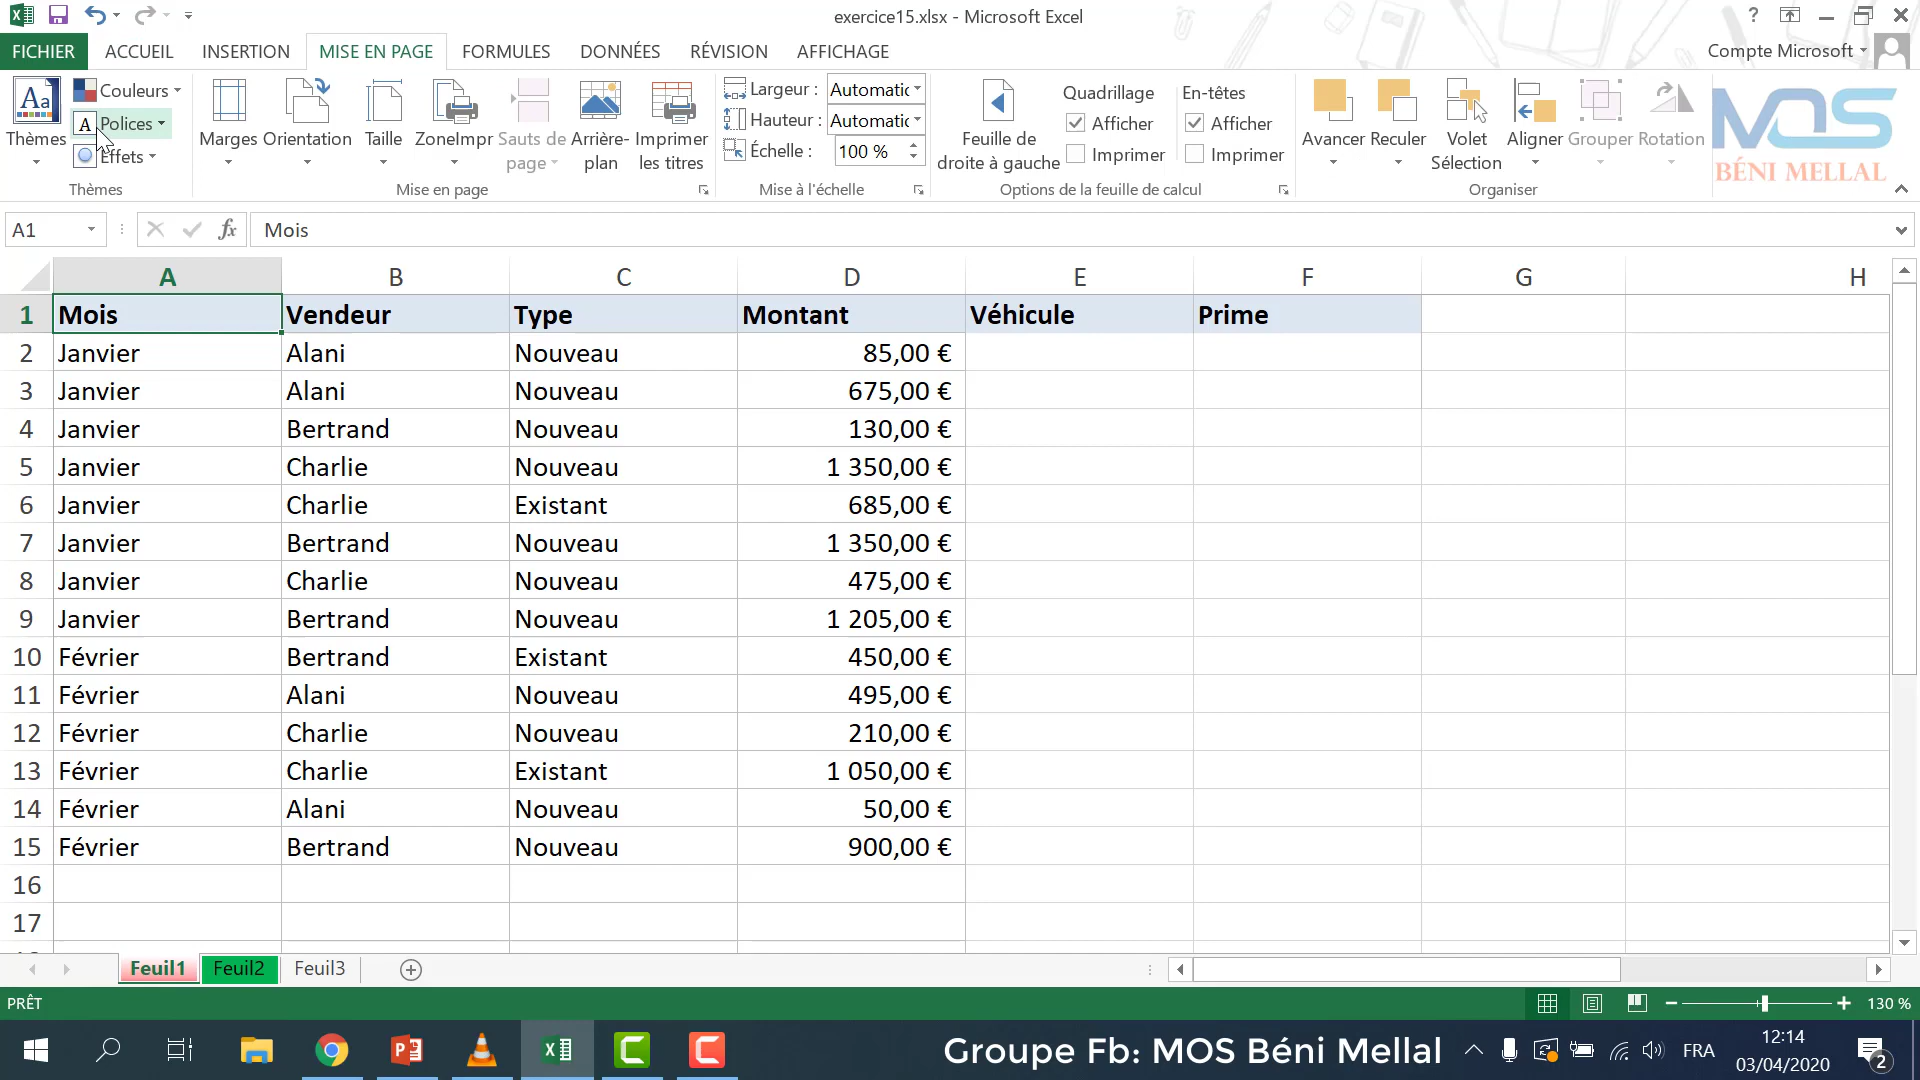 exercice15.xlsx - Microsoft Excel
?
FICHIER ACCUEIL INSERTION MISE EN PAGE FORMULES DONNÉES RÉVISION AFFICHAGE Compte Microsoft
Couleurs Largeur : Automatic Quadrillage En-têtes
Polices Hauteur : Automatic Afficher Afficher
Thèmes Marges Orientation Taille ZoneImpr Sauts de page Arrière-plan Imprimer les titres Feuille de droite à gauche Avancer Reculer Volet Sélection Aligner Grouper Rotation
Effets Échelle : 100 % Imprimer Imprimer
MOS
BÉNI MELLAL
Thèmes Mise en page Mise à l'échelle Options de la feuille de calcul Organiser
A1 fx Mois
A B C D E F G H
1 Mois Vendeur Type Montant Véhicule Prime
2 Janvier Alani Nouveau 85,00 €
3 Janvier Alani Nouveau 675,00 €
4 Janvier Bertrand Nouveau 130,00 €
5 Janvier Charlie Nouveau 1 350,00 €
6 Janvier Charlie Existant 685,00 €
7 Janvier Bertrand Nouveau 1 350,00 €
8 Janvier Charlie Nouveau 475,00 €
9 Janvier Bertrand Nouveau 1 205,00 €
10 Février Bertrand Existant 450,00 €
11 Février Alani Nouveau 495,00 €
12 Février Charlie Nouveau 210,00 €
13 Février Charlie Existant 1 050,00 €
14 Février Alani Nouveau 50,00 €
15 Février Bertrand Nouveau 900,00 €
16
17
Feuil1 Feuil2 Feuil3
PRÊT 130 %
Groupe Fb: MOS Béni Mellal FRA 12:14
03/04/2020 2